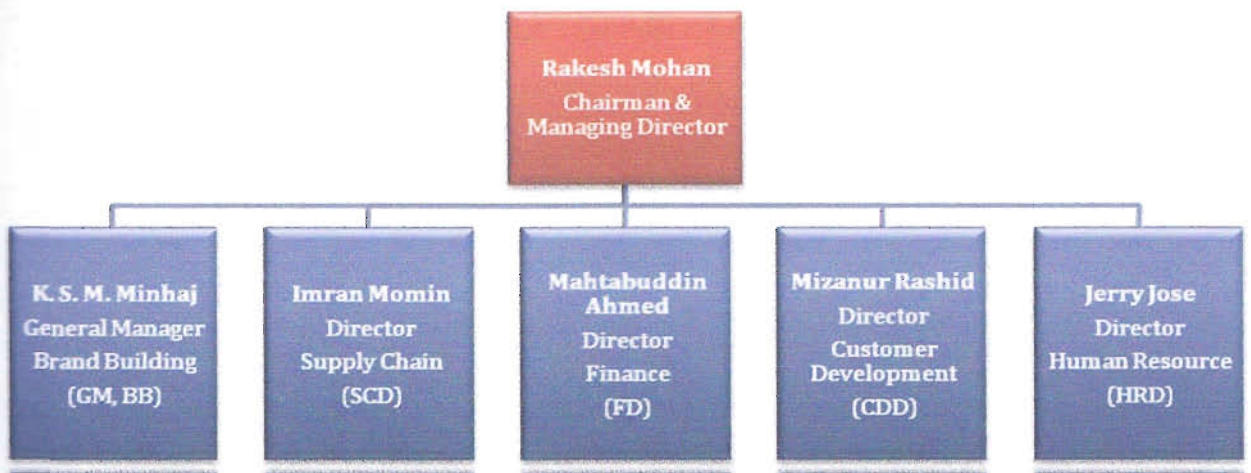 Rakesh Mohan
Chairman &
Managing Director
K. S. M. Minhaj
General Manager
Brand Building
(GM, BB)
Imran Momin
Director
Supply Chain
(SCD)
Mahtabuddin
Ahmed
Director
Finance
(FD)
Mizanur Rashid
Director
Customer
Development
(CDD)
Jerry Jose
Director
Human Resource
(HRD)